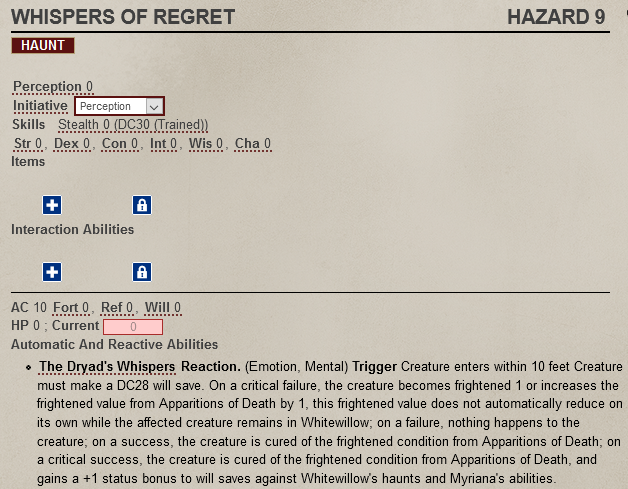 WHISPERS OF REGRET HAZARD 9
HAUNT
Perception 0
Initiative Perception
Skills Stealth 0 (DC30 (Trained))
Str 0, Dex 0, Con 0, Int 0, Wis 0, Cha 0
Items
Interaction Abilities
AC 10 Fort 0, Ref 0, Will 0
HP 0 ; Current 0
Automatic And Reactive Abilities
The Dryad's Whispers Reaction. (Emotion, Mental) Trigger Creature enters within 10 feet Creature
must make a DC28 will save. On a critical failure, the creature becomes frightened 1 or increases the
frightened value from Apparitions of Death by 1, this frightened value does not automatically reduce on
its own while the affected creature remains in Whitewillow; on a failure, nothing happens to the
creature; on a success, the creature is cured of the frightened condition from Apparitions of Death; on
a critical success, the creature is cured of the frightened condition from Apparitions of Death, and
gains a +1 status bonus to will saves against Whitewillow's haunts and Myriana's abilities.